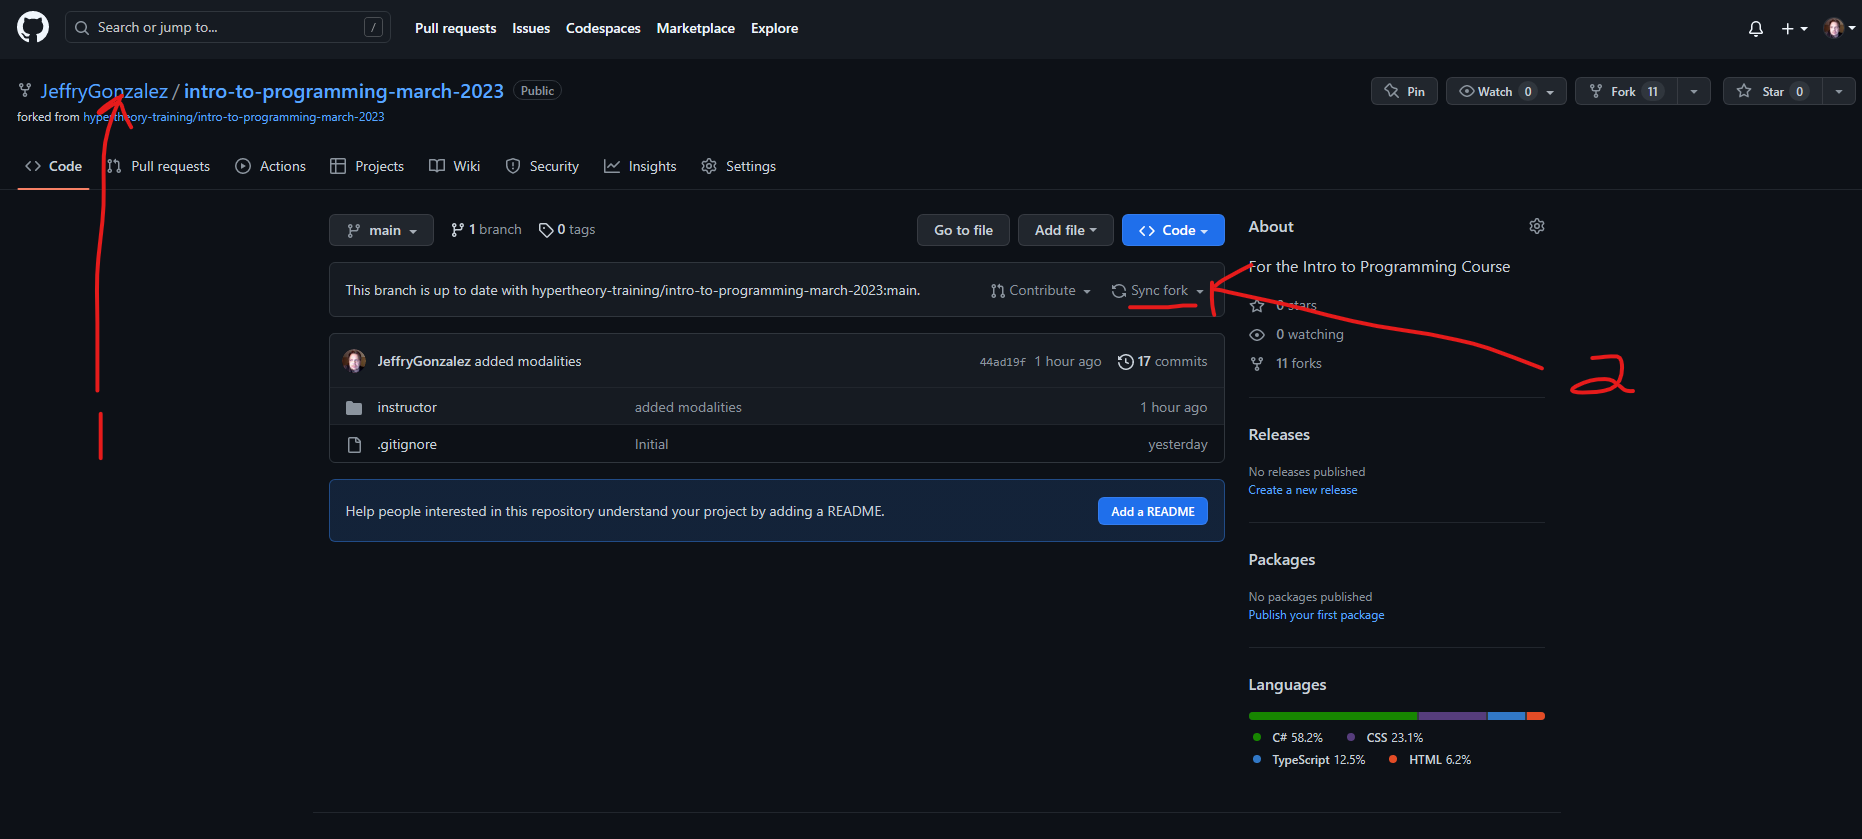 Search or jump to... /
Pull requests Issues Codespaces Marketplace Explore
JeffryGonzalez / intro-to-programming-march-2023 Public
Pin Watch 0 Fork 11 Star 0
forked from hypertheory-training/intro-to-programming-march-2023
Code Pull requests Actions Projects Wiki Security Insights Settings
main 1 branch 0 tags Go to file Add file Code
This branch is up to date with hypertheory-training/intro-to-programming-march-2023:main. Contribute Sync fork
JeffryGonzalez added modalities 44ad19f 1 hour ago 17 commits
instructor added modalities 1 hour ago
.gitignore Initial yesterday
Help people interested in this repository understand your project by adding a README. Add a README
About
For the Intro to Programming Course
0 stars
0 watching
11 forks
Releases
No releases published
Create a new release
Packages
No packages published
Publish your first package
Languages
C# 58.2% CSS 23.1%
TypeScript 12.5% HTML 6.2%
1
2